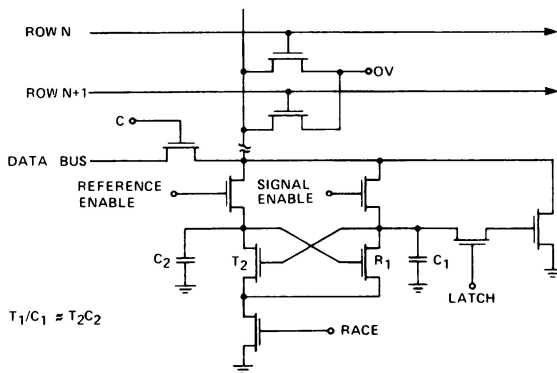 ROW N
OV
ROW N+1
C
DATA BUS
REFERENCE
ENABLE
SIGNAL
ENABLE
C2
T2
R1
C1
LATCH
T1/C1 ≈ T2C2
RACE